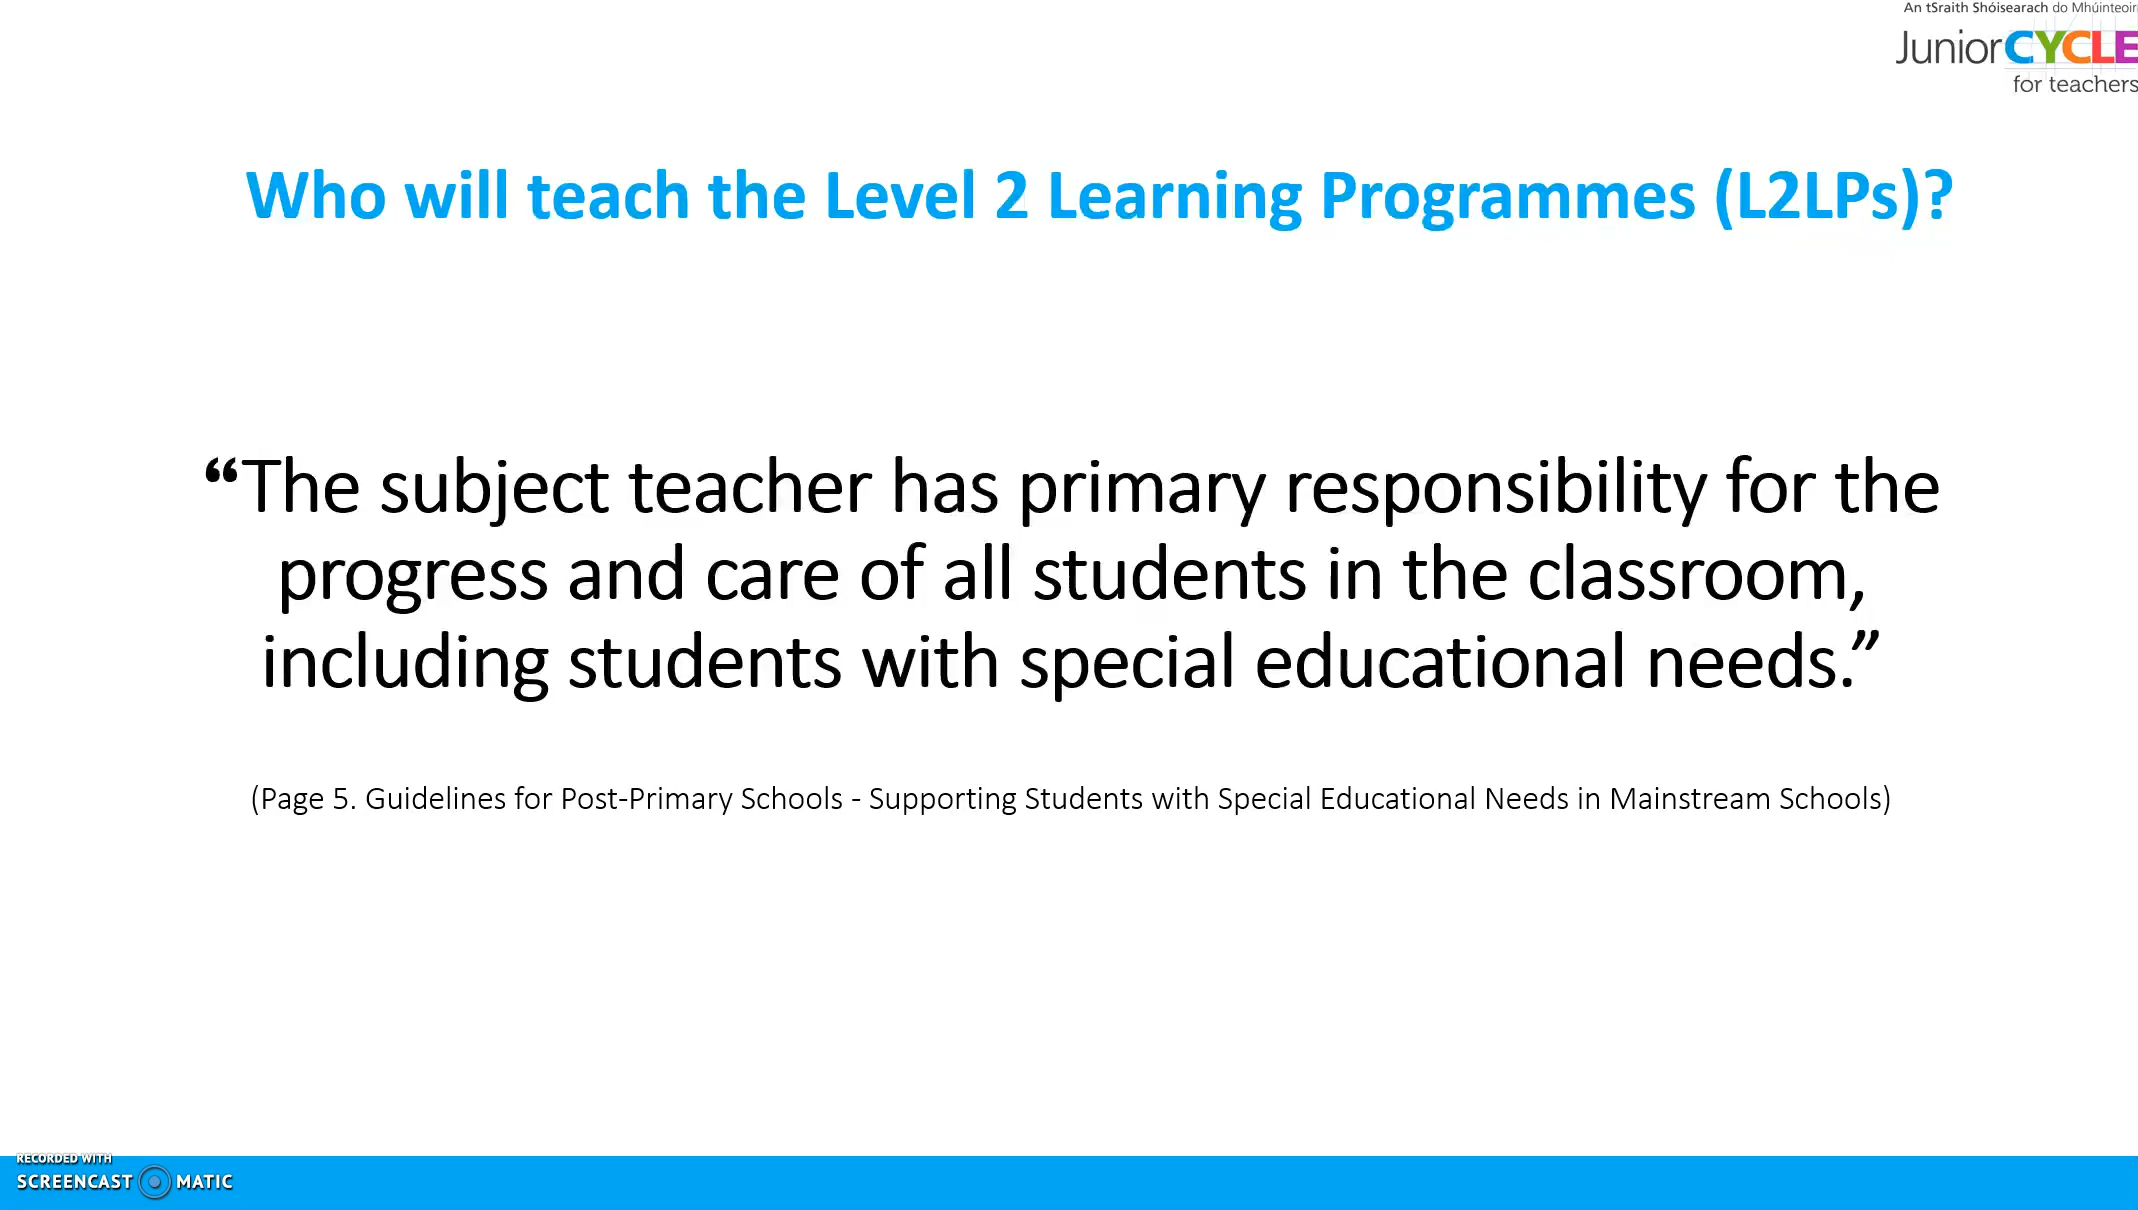 An tSraith Shóisearach do Mhúinteoir
JuniorCYCLE
for teachers
Who will teach the Level 2 Learning Programmes (L2LPs)?
“The subject teacher has primary responsibility for the
progress and care of all students in the classroom,
including students with special educational needs.”
(Page 5. Guidelines for Post-Primary Schools - Supporting Students with Special Educational Needs in Mainstream Schools)
RECORDED WITH
SCREENCAST MATIC